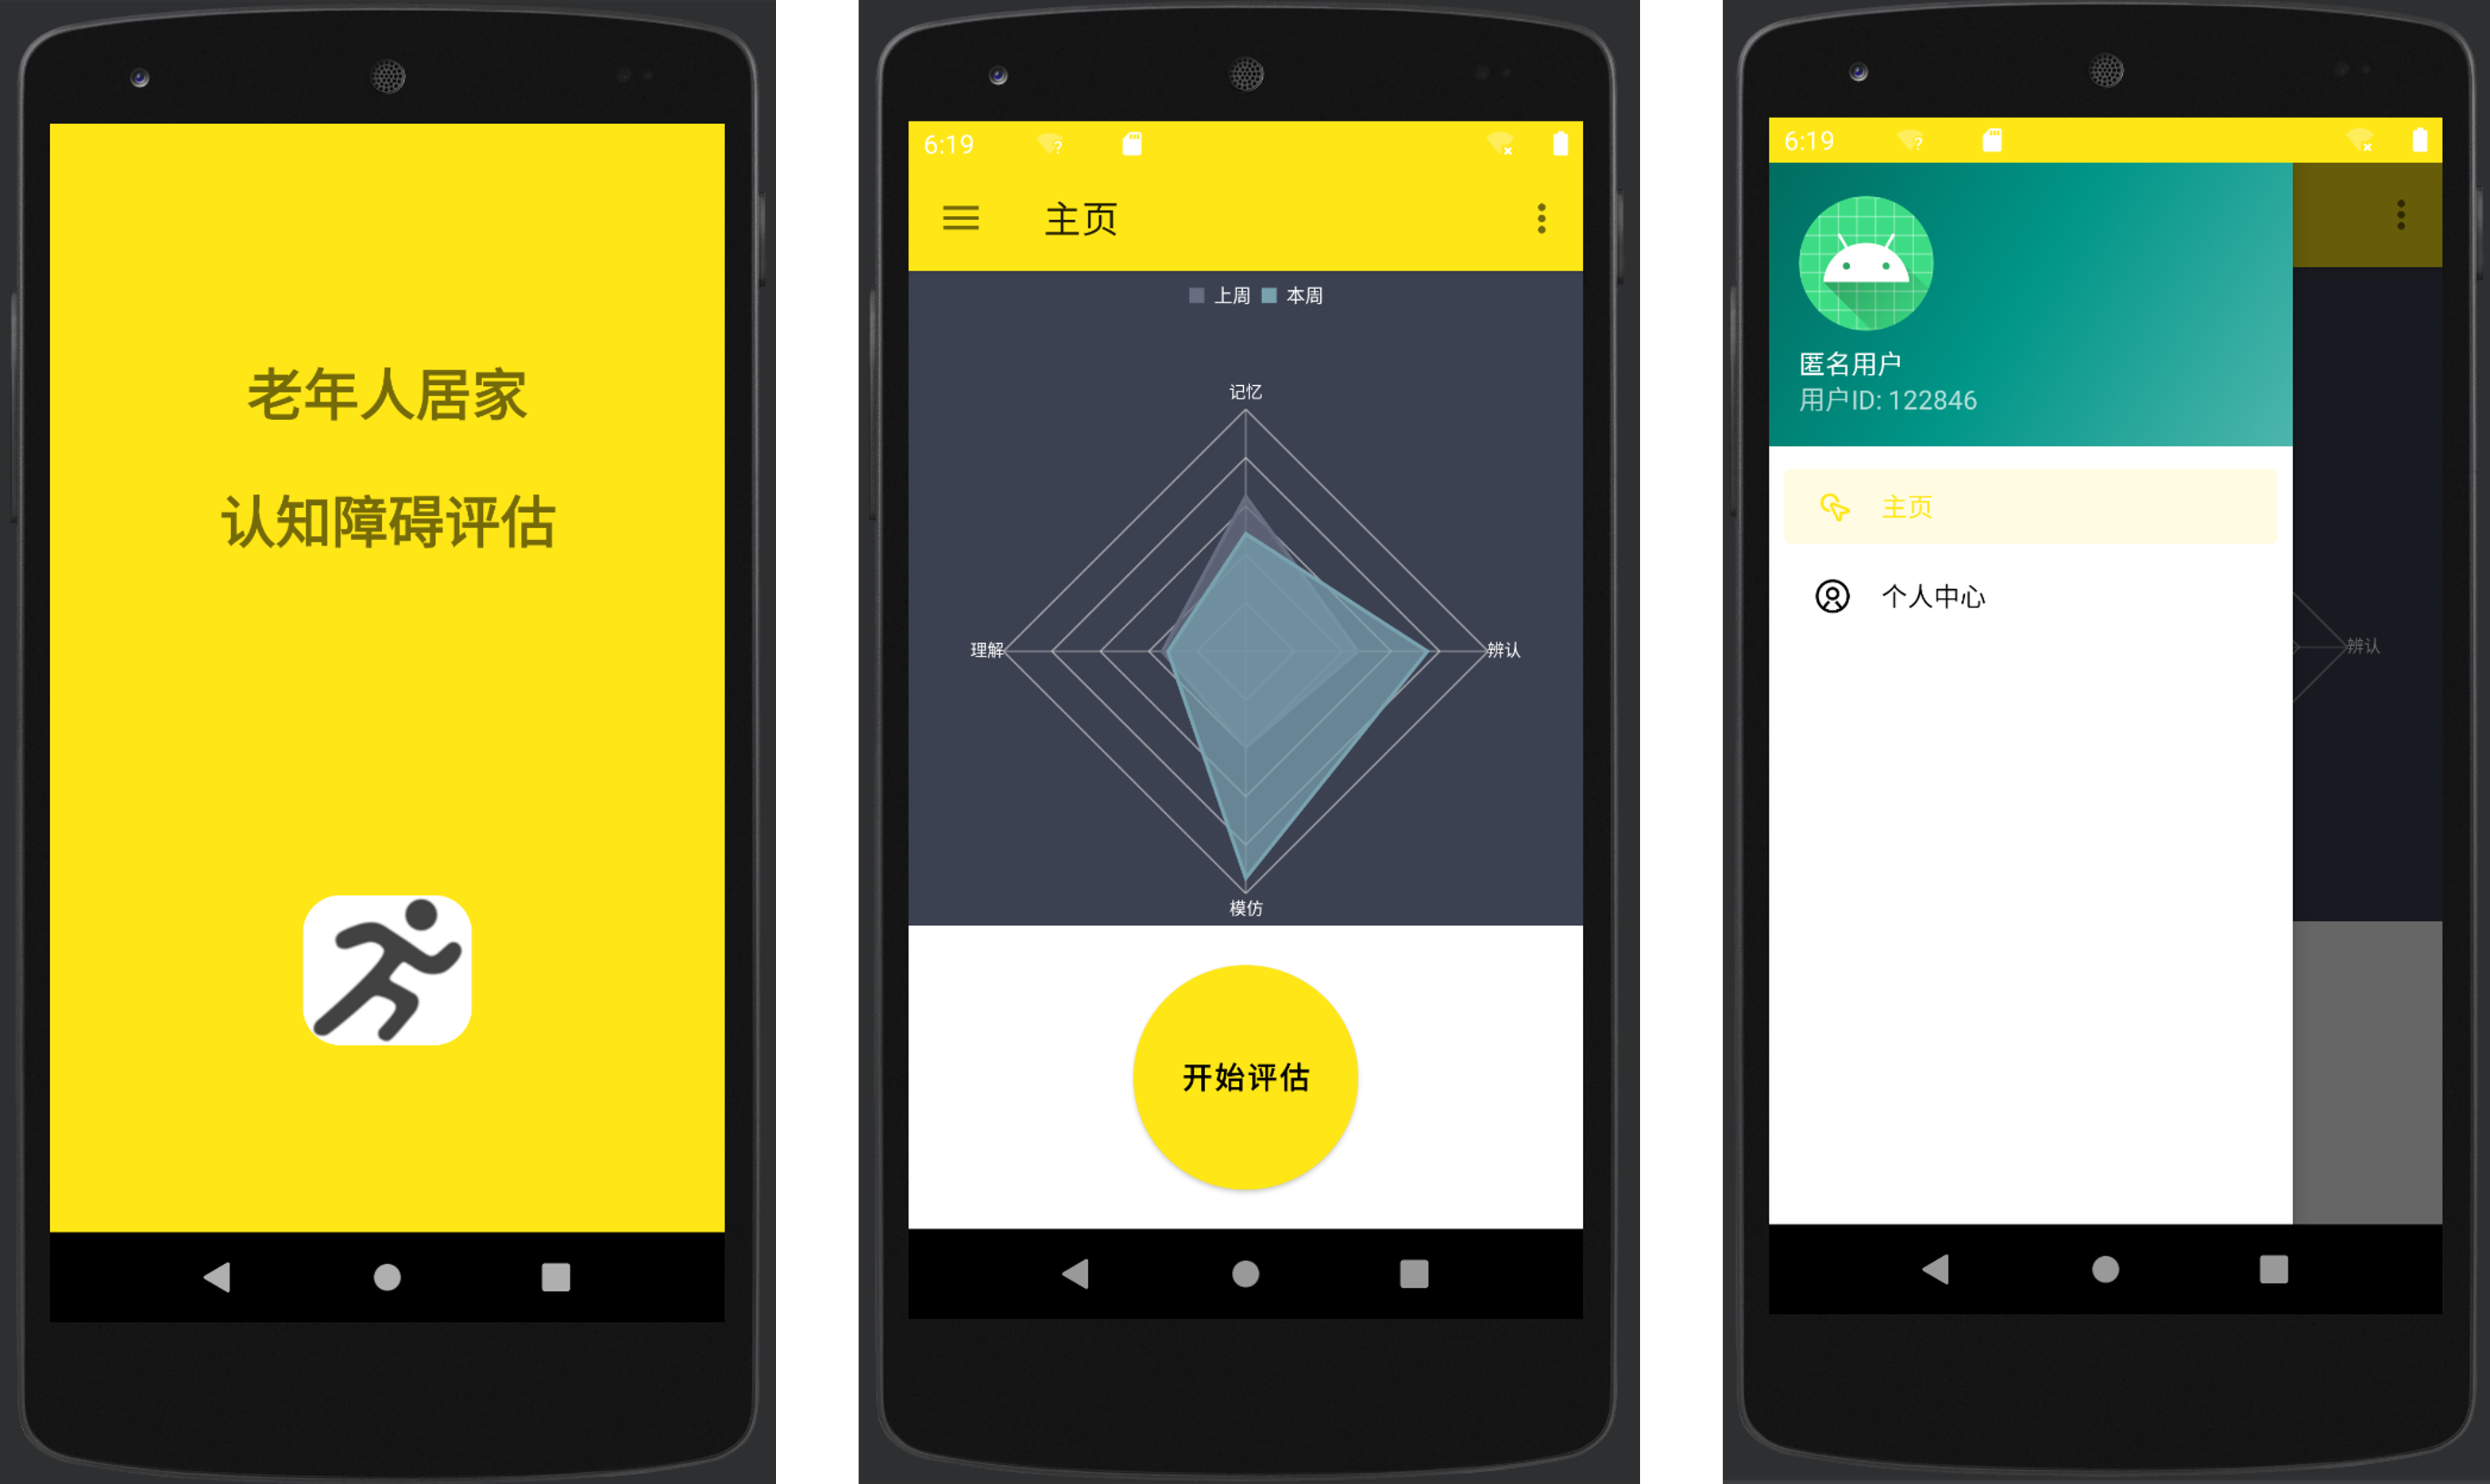 老年人居家
认知障碍评估
6:19
主页
上周 本周
记忆
理解
辨认
模仿
开始评估
6:19
匿名用户
用户ID: 122846
主页
个人中心
辨认